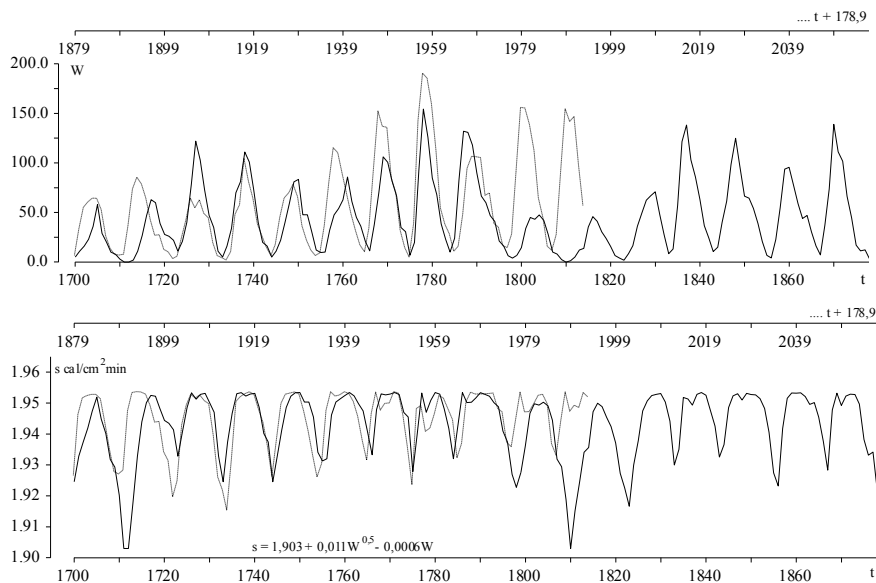 .... t + 178,9
1879 1899 1919 1939 1959 1979 1999 2019 2039
200.0
W
150.0
100.0
50.0
0.0
1700 1720 1740 1760 1780 1800 1820 1840 1860 t
.... t + 178,9
1879 1899 1919 1939 1959 1979 1999 2019 2039
1.96 s cal/cm2min
1.95
1.94
1.93
1.92
1.91
s = 1,903 + 0,011W0,5 - 0,0006W
1.90
1700 1720 1740 1760 1780 1800 1820 1840 1860 t